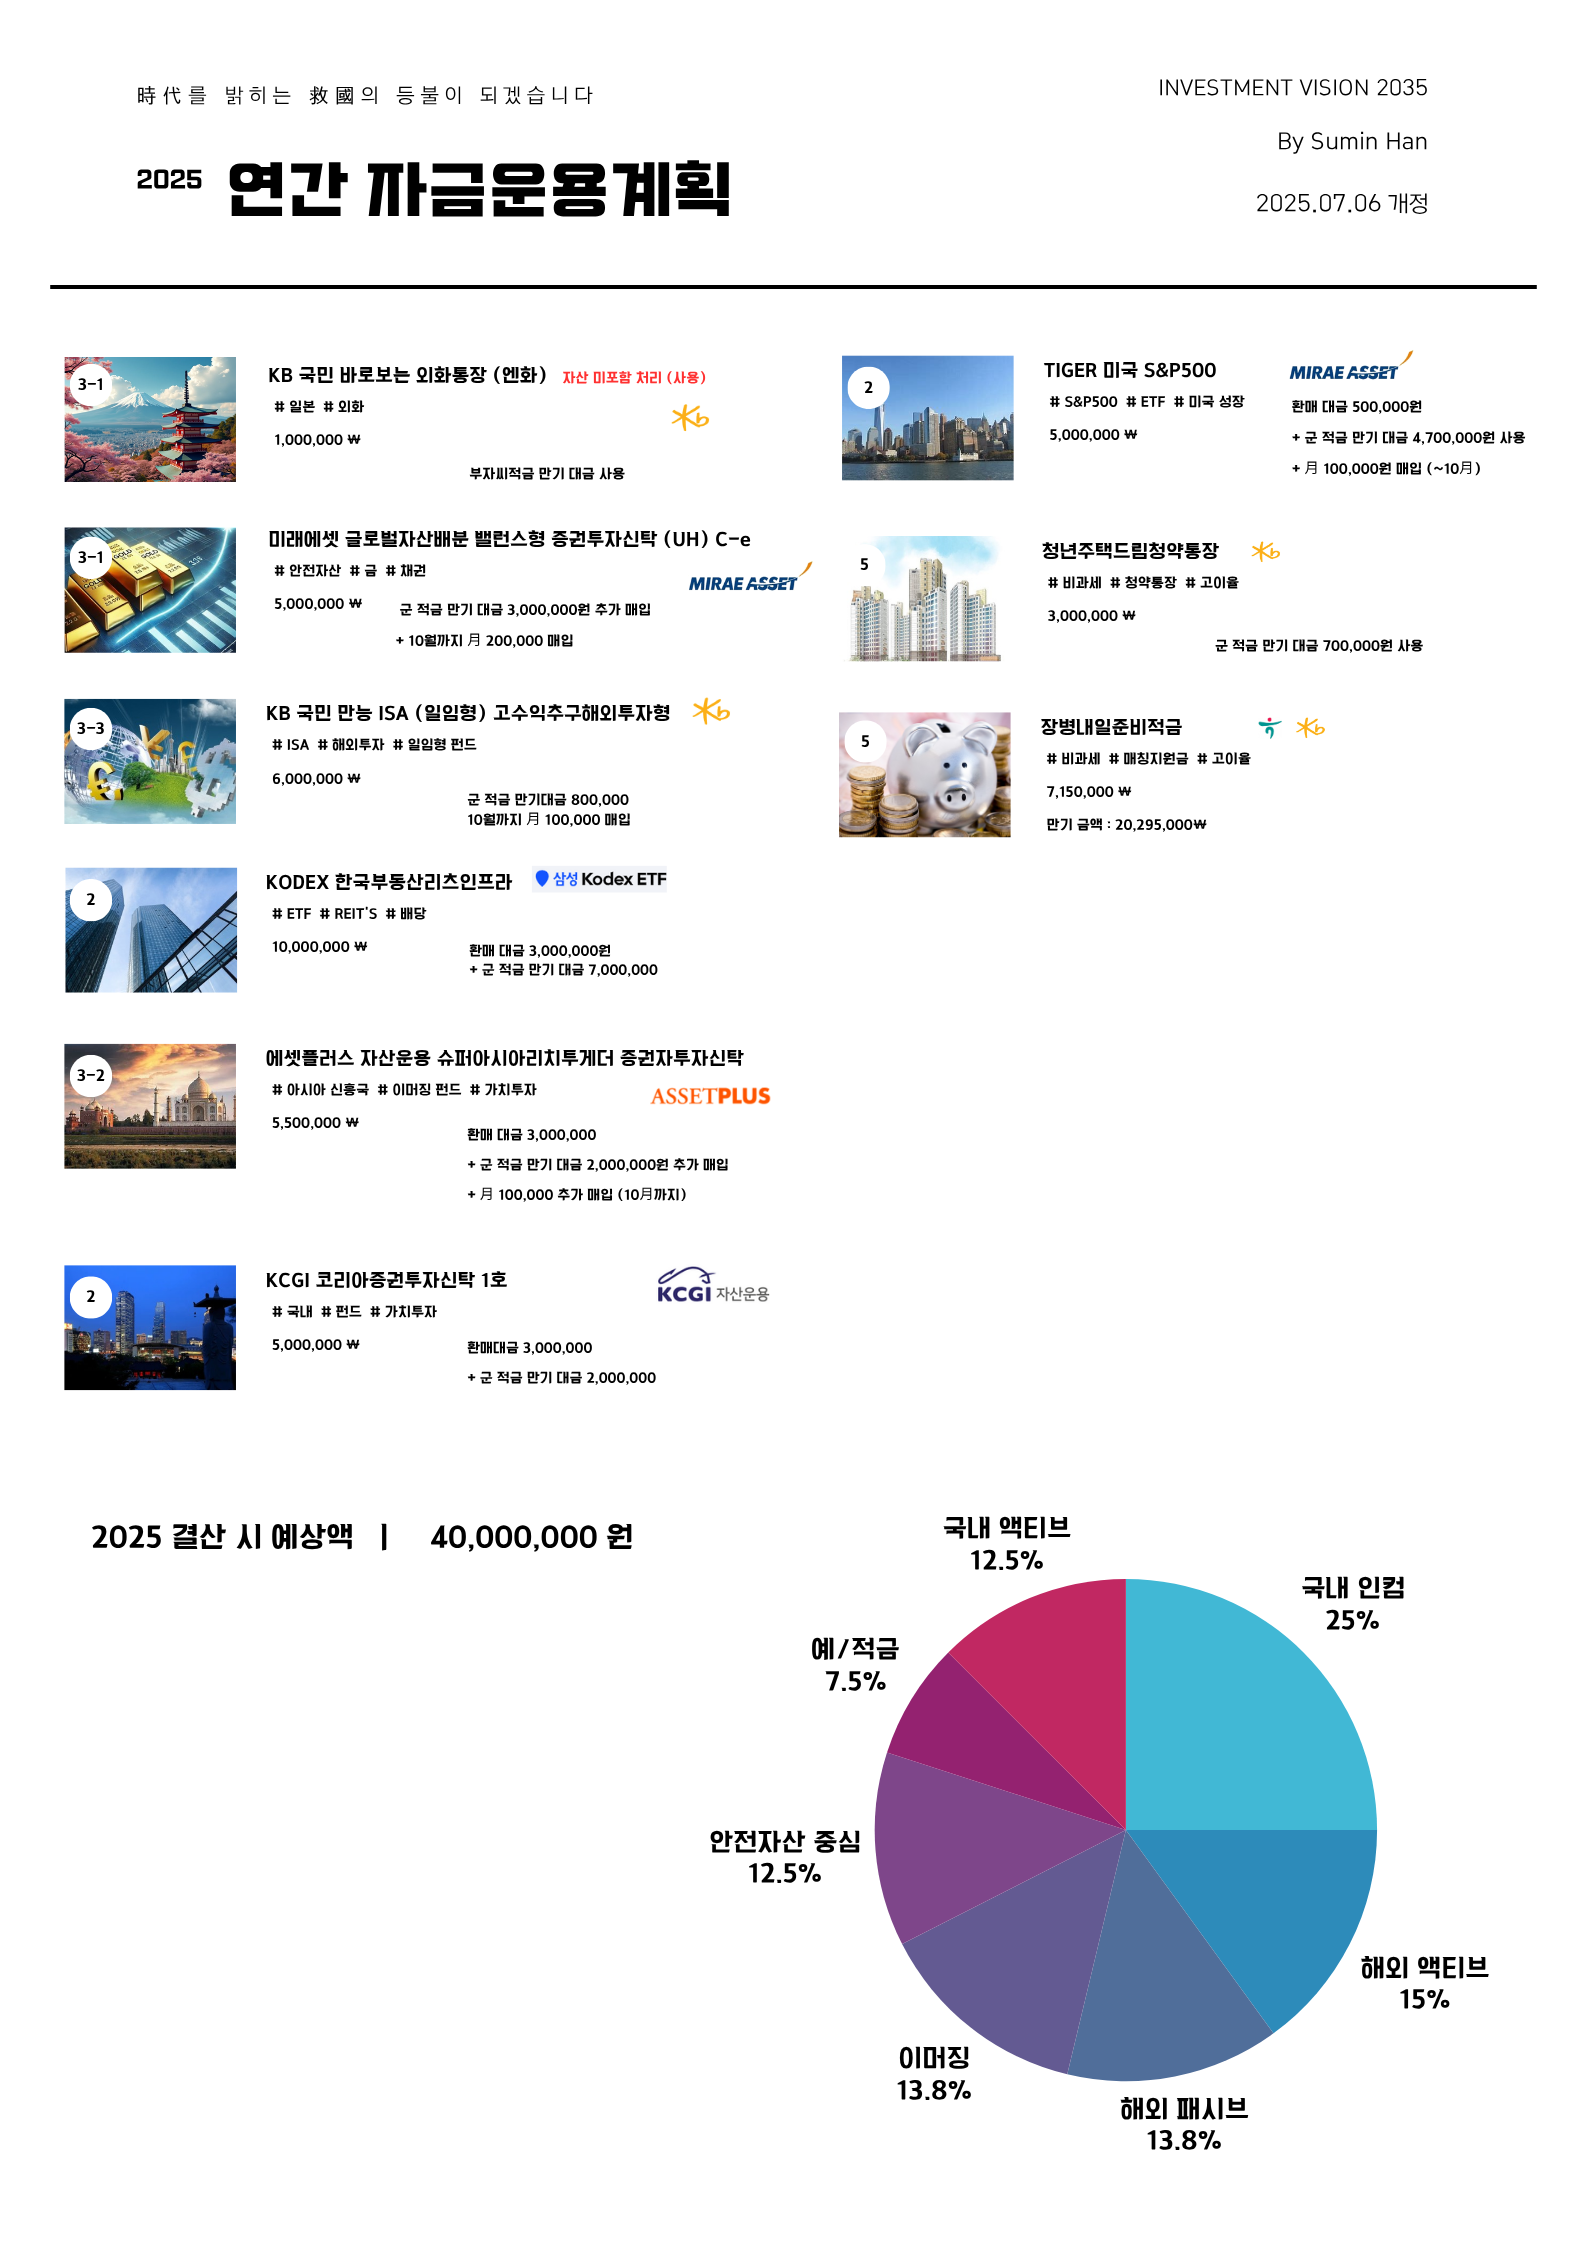 時代를 밝히는 救國의 등불이 되겠습니다
2025 연간 자금운용계획
INVESTMENT VISION 2035
By Sumin Han
2025.07.06 개정
3-1
KB 국민 바로보는 외화통장 (엔화) 자산 미포함 처리 (사용)
# 일본 # 외화
1,000,000 ₩
부자씨적금 만기 대금 사용
3-1
미래에셋 글로벌자산배분 밸런스형 증권투자신탁 (UH) C-e
# 안전자산 # 금 # 채권
MIRAE ASSET
5,000,000 ₩
군 적금 만기 대금 3,000,000원 추가 매입
+ 10월까지 月 200,000 매입
3-3
KB 국민 만능 ISA (일임형) 고수익추구해외투자형
# ISA # 해외투자 # 일임형 펀드
6,000,000 ₩
군 적금 만기대금 800,000
10월까지 月 100,000 매입
2
KODEX 한국부동산리츠인프라
삼성 Kodex ETF
# ETF # REIT'S # 배당
10,000,000 ₩
환매 대금 3,000,000원
+ 군 적금 만기 대금 7,000,000
3-2
에셋플러스 자산운용 슈퍼아시아리치투게더 증권자투자신탁
# 아시아 신흥국 # 이머징 펀드 # 가치투자
ASSETPLUS
5,500,000 ₩
환매 대금 3,000,000
+ 군 적금 만기 대금 2,000,000원 추가 매입
+ 月 100,000 추가 매입 (10月까지)
2
KCGI 코리아증권투자신탁 1호
KCGI 자산운용
# 국내 # 펀드 # 가치투자
5,000,000 ₩
환매대금 3,000,000
+ 군 적금 만기 대금 2,000,000
2
TIGER 미국 S&P500
MIRAE ASSET
# S&P500 # ETF # 미국 성장
5,000,000 ₩
환매 대금 500,000원
+ 군 적금 만기 대금 4,700,000원 사용
+ 月 100,000원 매입 (~10月)
5
청년주택드림청약통장
# 비과세 # 청약통장 # 고이율
3,000,000 ₩
군 적금 만기 대금 700,000원 사용
5
장병내일준비적금
# 비과세 # 매칭지원금 # 고이율
7,150,000 ₩
만기 금액 : 20,295,000₩
2025 결산 시 예상액 | 40,000,000 원
국내 액티브
12.5%
국내 인컴
25%
예/적금
7.5%
안전자산 중심
12.5%
해외 액티브
15%
이머징
13.8%
해외 패시브
13.8%